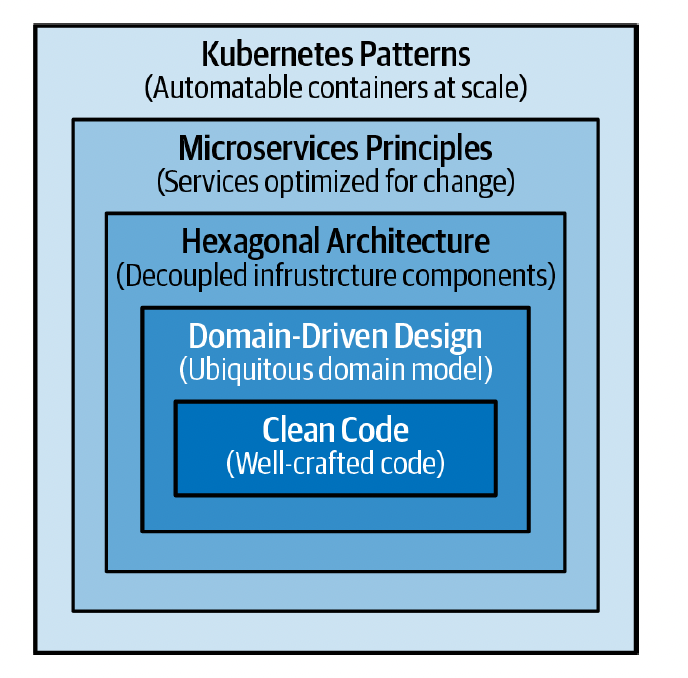 Kubernetes Patterns
(Automatable containers at scale)
Microservices Principles
(Services optimized for change)
Hexagonal Architecture
(Decoupled infrustrcture components)
Domain-Driven Design
(Ubiquitous domain model)
Clean Code
(Well-crafted code)